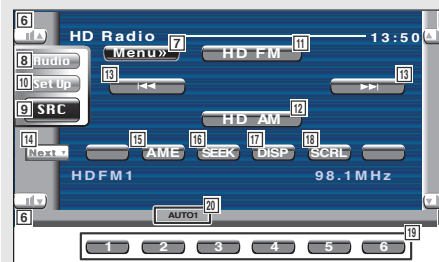 6
HD Radio 13:50
7 11
Menu» HD FM
8 Audio
13 13
10 Set Up
9 SRC
12
HD AM
14 15 16 17 18
Next AME SEEK DISP SCRL
HDFM1 98.1MHz
6
20
AUTO1
19
1 2 3 4 5 6